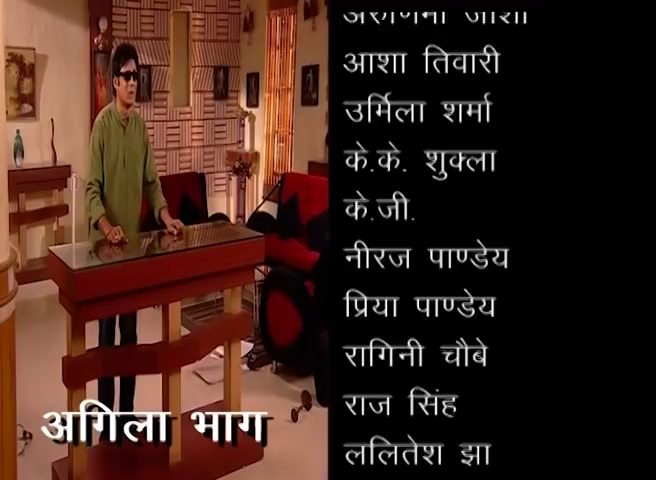 आशा तिवारी
उर्मिला शर्मा
के.के. शुक्ला
के.जी.
नीरज पाण्डेय
प्रिया पाण्डेय
रागिनी चौबे
राज सिंह
ललितेश झा
अगिला भाग